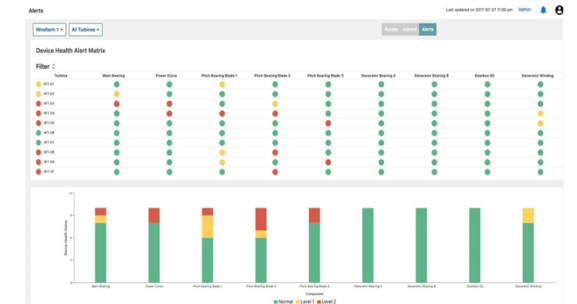 Alerts
Last updated on 2017-07-27 11:00 pm Admin
Windfarm 1 All Turbines
Assets Alarms Alerts
Device Health Alert Matrix
Filter :
Turbine Main Bearing Power Curve Pitch Bearing Blade 1 Pitch Bearing Blade 2 Pitch Bearing Blade 3 Generator Bearing A Generator Bearing B Gearbox Oil Generator Winding
WT-01
WT-02
WT-03
WT-04
WT-05
WT-06
WT-07
WT-08
WT-09
WT-10
Device Health Status
Main Bearing Power Curve Pitch Bearing Blade 1 Pitch Bearing Blade 2 Pitch Bearing Blade 3 Generator Bearing A Generator Bearing B Gearbox Oil Generator Winding
Component
Normal Level 1 Level 2